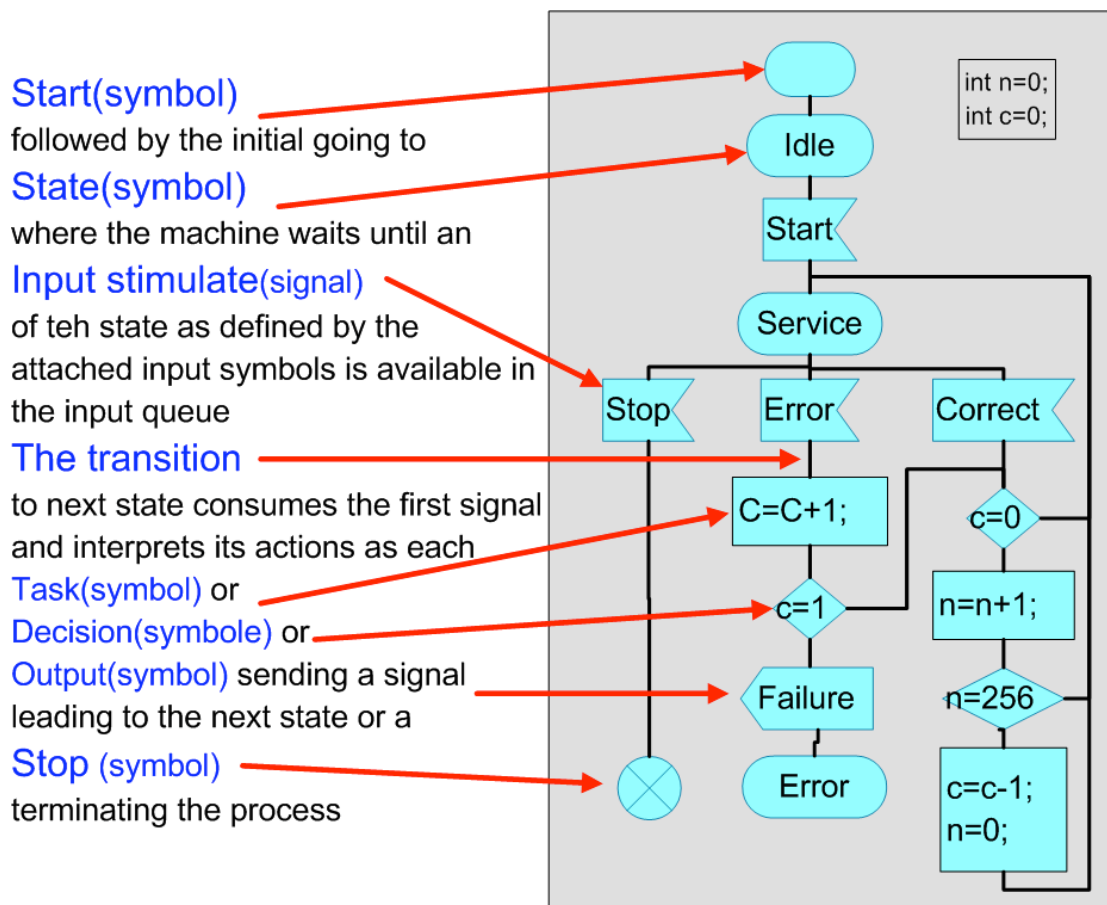 Start(symbol)
followed by the initial going to
State(symbol)
where the machine waits until an
Input stimulate(signal)
of teh state as defined by the
attached input symbols is available in
the input queue
The transition
to next state consumes the first signal
and interprets its actions as each
Task(symbol) or
Decision(symbole) or
Output(symbol) sending a signal
leading to the next state or a
Stop (symbol)
terminating the process
int n=0;
int c=0;
Idle
Start
Service
Stop
Error
Correct
C=C+1;
c=0
c=1
n=n+1;
Failure
n=256
Error
c=c-1;
n=0;